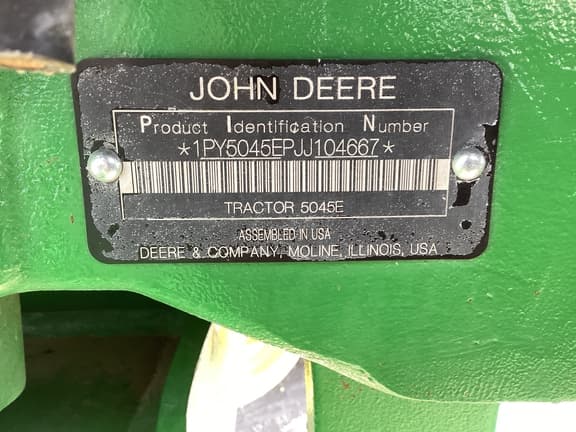 JOHN DEERE
Product Identification Number
*1PY5045EPJJ104667*
TRACTOR 5045E
ASSEMBLED IN USA
DEERE & COMPANY, MOLINE, ILLINOIS, USA